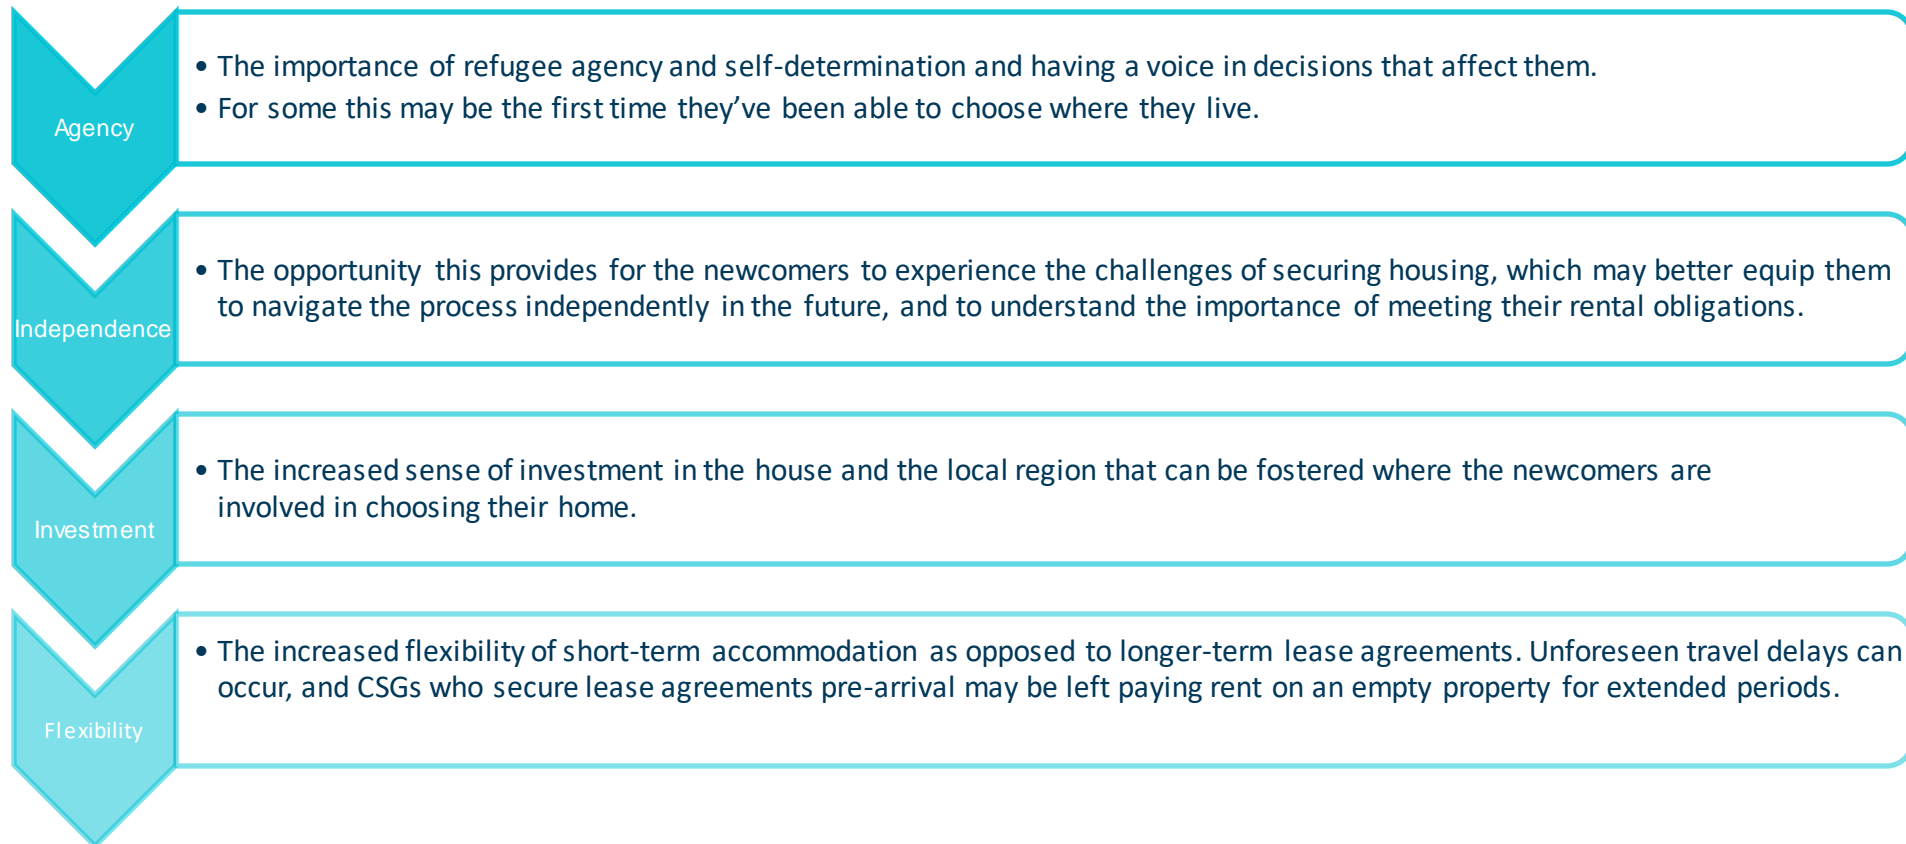 Agency
• The importance of refugee agency and self-determination and having a voice in decisions that affect them.
• For some this may be the first time they've been able to choose where they live.
Independence
• The opportunity this provides for the newcomers to experience the challenges of securing housing, which may better equip them
to navigate the process independently in the future, and to understand the importance of meeting their rental obligations.
Investment
• The increased sense of investment in the house and the local region that can be fostered where the newcomers are
involved in choosing their home.
Flexibility
• The increased flexibility of short-term accommodation as opposed to longer-term lease agreements. Unforeseen travel delays can
occur, and CSGs who secure lease agreements pre-arrival may be left paying rent on an empty property for extended periods.